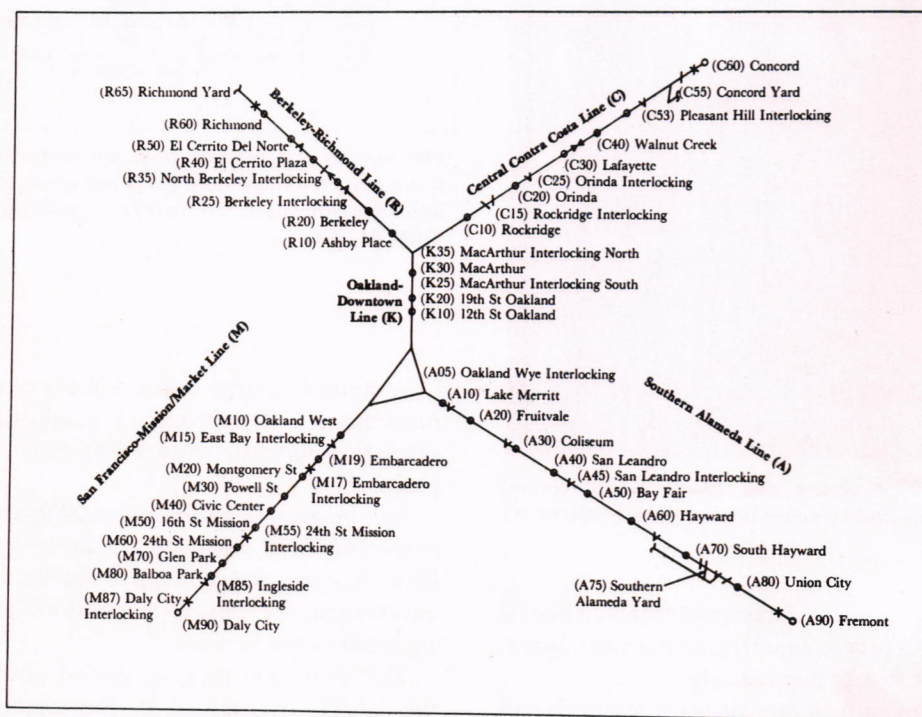 (R65) Richmond Yard
(R60) Richmond
(R50) El Cerrito Del Norte
(R40) El Cerrito Plaza
(R35) North Berkeley Interlocking
(R25) Berkeley Interlocking
(R20) Berkeley
(R10) Ashby Place
Berkeley-Richmond Line (R)
Central Contra Costa Line (C)
(C60) Concord
(C55) Concord Yard
(C53) Pleasant Hill Interlocking
(C40) Walnut Creek
(C30) Lafayette
(C25) Orinda Interlocking
(C20) Orinda
(C15) Rockridge Interlocking
(C10) Rockridge
(K35) MacArthur Interlocking North
(K30) MacArthur
(K25) MacArthur Interlocking South
(K20) 19th St Oakland
(K10) 12th St Oakland
Oakland-
Downtown
Line (K)
San Francisco-Mission/Market Line (M)
(M10) Oakland West
(M15) East Bay Interlocking
(M19) Embarcadero
(M20) Montgomery St
(M17) Embarcadero
Interlocking
(M30) Powell St
(M40) Civic Center
(M50) 16th St Mission
(M55) 24th St Mission
Interlocking
(M60) 24th St Mission
(M70) Glen Park
(M80) Balboa Park
(M85) Ingleside
Interlocking
(M87) Daly City
Interlocking
(M90) Daly City
(A05) Oakland Wye Interlocking
(A10) Lake Merritt
(A20) Fruitvale
Southern Alameda Line (A)
(A30) Coliseum
(A40) San Leandro
(A45) San Leandro Interlocking
(A50) Bay Fair
(A60) Hayward
(A70) South Hayward
(A75) Southern
Alameda Yard
(A80) Union City
(A90) Fremont